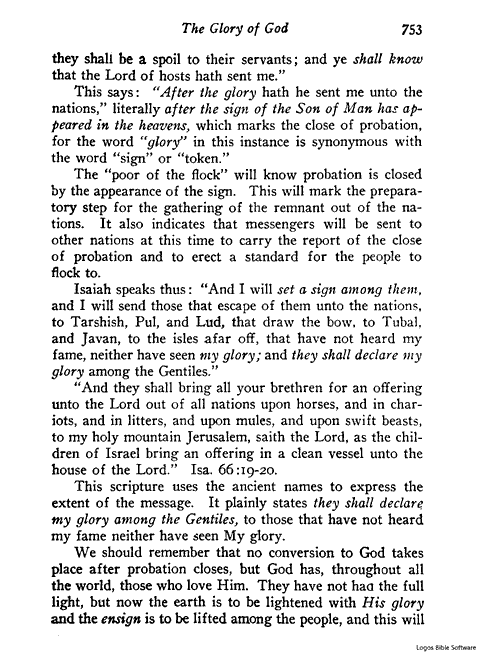 The Glory of God 753
they shall be a spoil to their servants; and ye shall know
that the Lord of hosts hath sent me.”
This says: “After the glory hath he sent me unto the
nations,” literally after the sign of the Son of Man has ap-
peared in the heavens, which marks the close of probation,
for the word “glory” in this instance is synonymous with
the word “sign” or “token.”
The “poor of the flock” will know probation is closed
by the appearance of the sign. This will mark the prepara-
tory step for the gathering of the remnant out of the na-
tions. It also indicates that messengers will be sent to
other nations at this time to carry the report of the close
of probation and to erect a standard for the people to
flock to.
Isaiah speaks thus: “And I will set a sign among them,
and I will send those that escape of them unto the nations,
to Tarshish, Pul, and Lud, that draw the bow, to Tubal,
and Javan, to the isles afar off, that have not heard my
fame, neither have seen my glory; and they shall declare my
glory among the Gentiles.”
“And they shall bring all your brethren for an offering
unto the Lord out of all nations upon horses, and in char-
iots, and in litters, and upon mules, and upon swift beasts,
to my holy mountain Jerusalem, saith the Lord, as the chil-
dren of Israel bring an offering in a clean vessel unto the
house of the Lord.” Isa. 66:19-20.
This scripture uses the ancient names to express the
extent of the message. It plainly states they shall declare
my glory among the Gentiles, to those that have not heard
my fame neither have seen My glory.
We should remember that no conversion to God takes
place after probation closes, but God has, throughout all
the world, those who love Him. They have not had the full
light, but now the earth is to be lightened with His glory
and the ensign is to be lifted among the people, and this will
Logos Bible Software